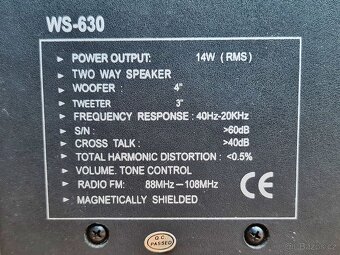 WS-630
POWER OUTPUT: 14W (RMS)
TWO WAY SPEAKER
WOOFER : 4"
TWEETER 3"
FREQUENCY RESPONSE : 40Hz-20KHz
S/N : >60dB
CROSS TALK : >40dB
TOTAL HARMONIC DISTORTION : <0.5%
VOLUME. TONE CONTROL
RADIO FM: 88MHz—108MHz
MAGNETICALLY SHIELDED
CE
Q.C
PASSED